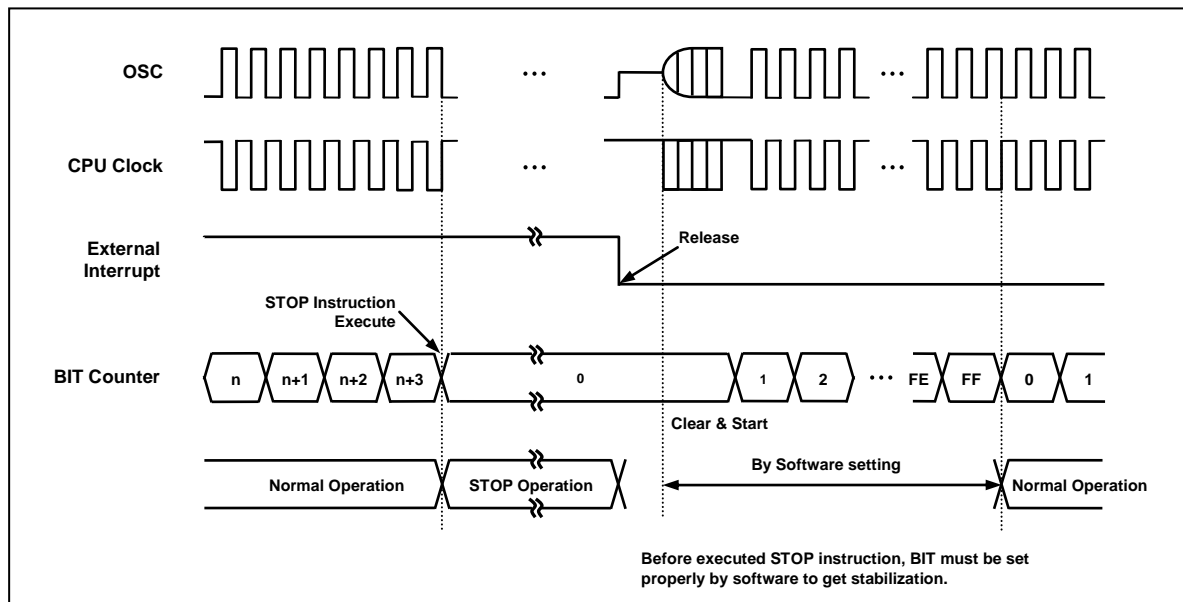 OSC
...
...
CPU Clock
...
...
External
Interrupt
Release
STOP Instruction
Execute
BIT Counter
n
n+1
n+2
n+3
0
1
2
...
FE
FF
0
1
Clear & Start
Normal Operation
STOP Operation
By Software setting
Normal Operation
Before executed STOP instruction, BIT must be set
properly by software to get stabilization.